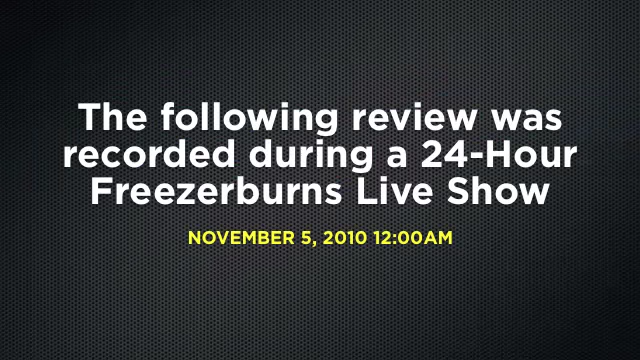 The following review was
recorded during a 24-Hour
Freezerburns Live Show
NOVEMBER 5, 2010 12:00AM